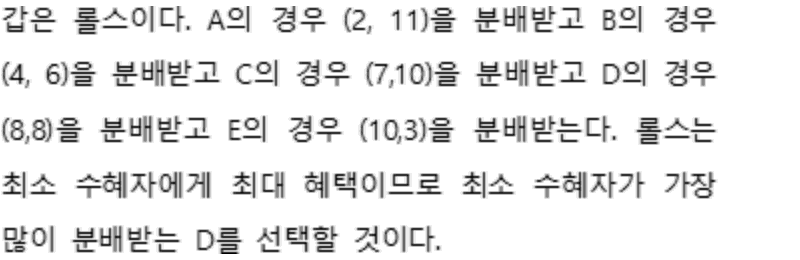 갑은 롤스이다. A의 경우 (2, 11)을 분배받고 B의 경우
(4, 6)을 분배받고 C의 경우 (7,10)을 분배받고 D의 경우
(8,8)을 분배받고 E의 경우 (10,3)을 분배받는다. 롤스는
최소 수혜자에게 최대 혜택이므로 최소 수혜자가 가장
많이 분배받는 D를 선택할 것이다.